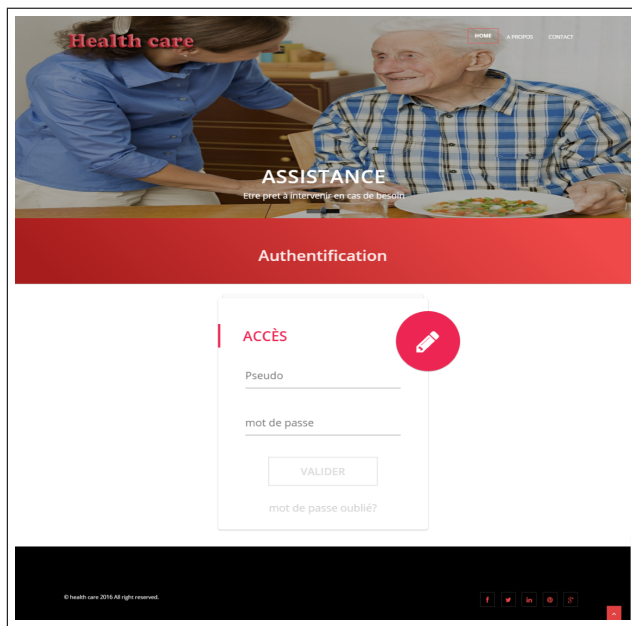 Health care
HOME A PROPOS CONTACT
ASSISTANCE
Etre pret à intervenir en cas de besoin
Authentification
ACCÈS
Pseudo
mot de passe
VALIDER
mot de passe oublié?
© health care 2016 All right reserved.